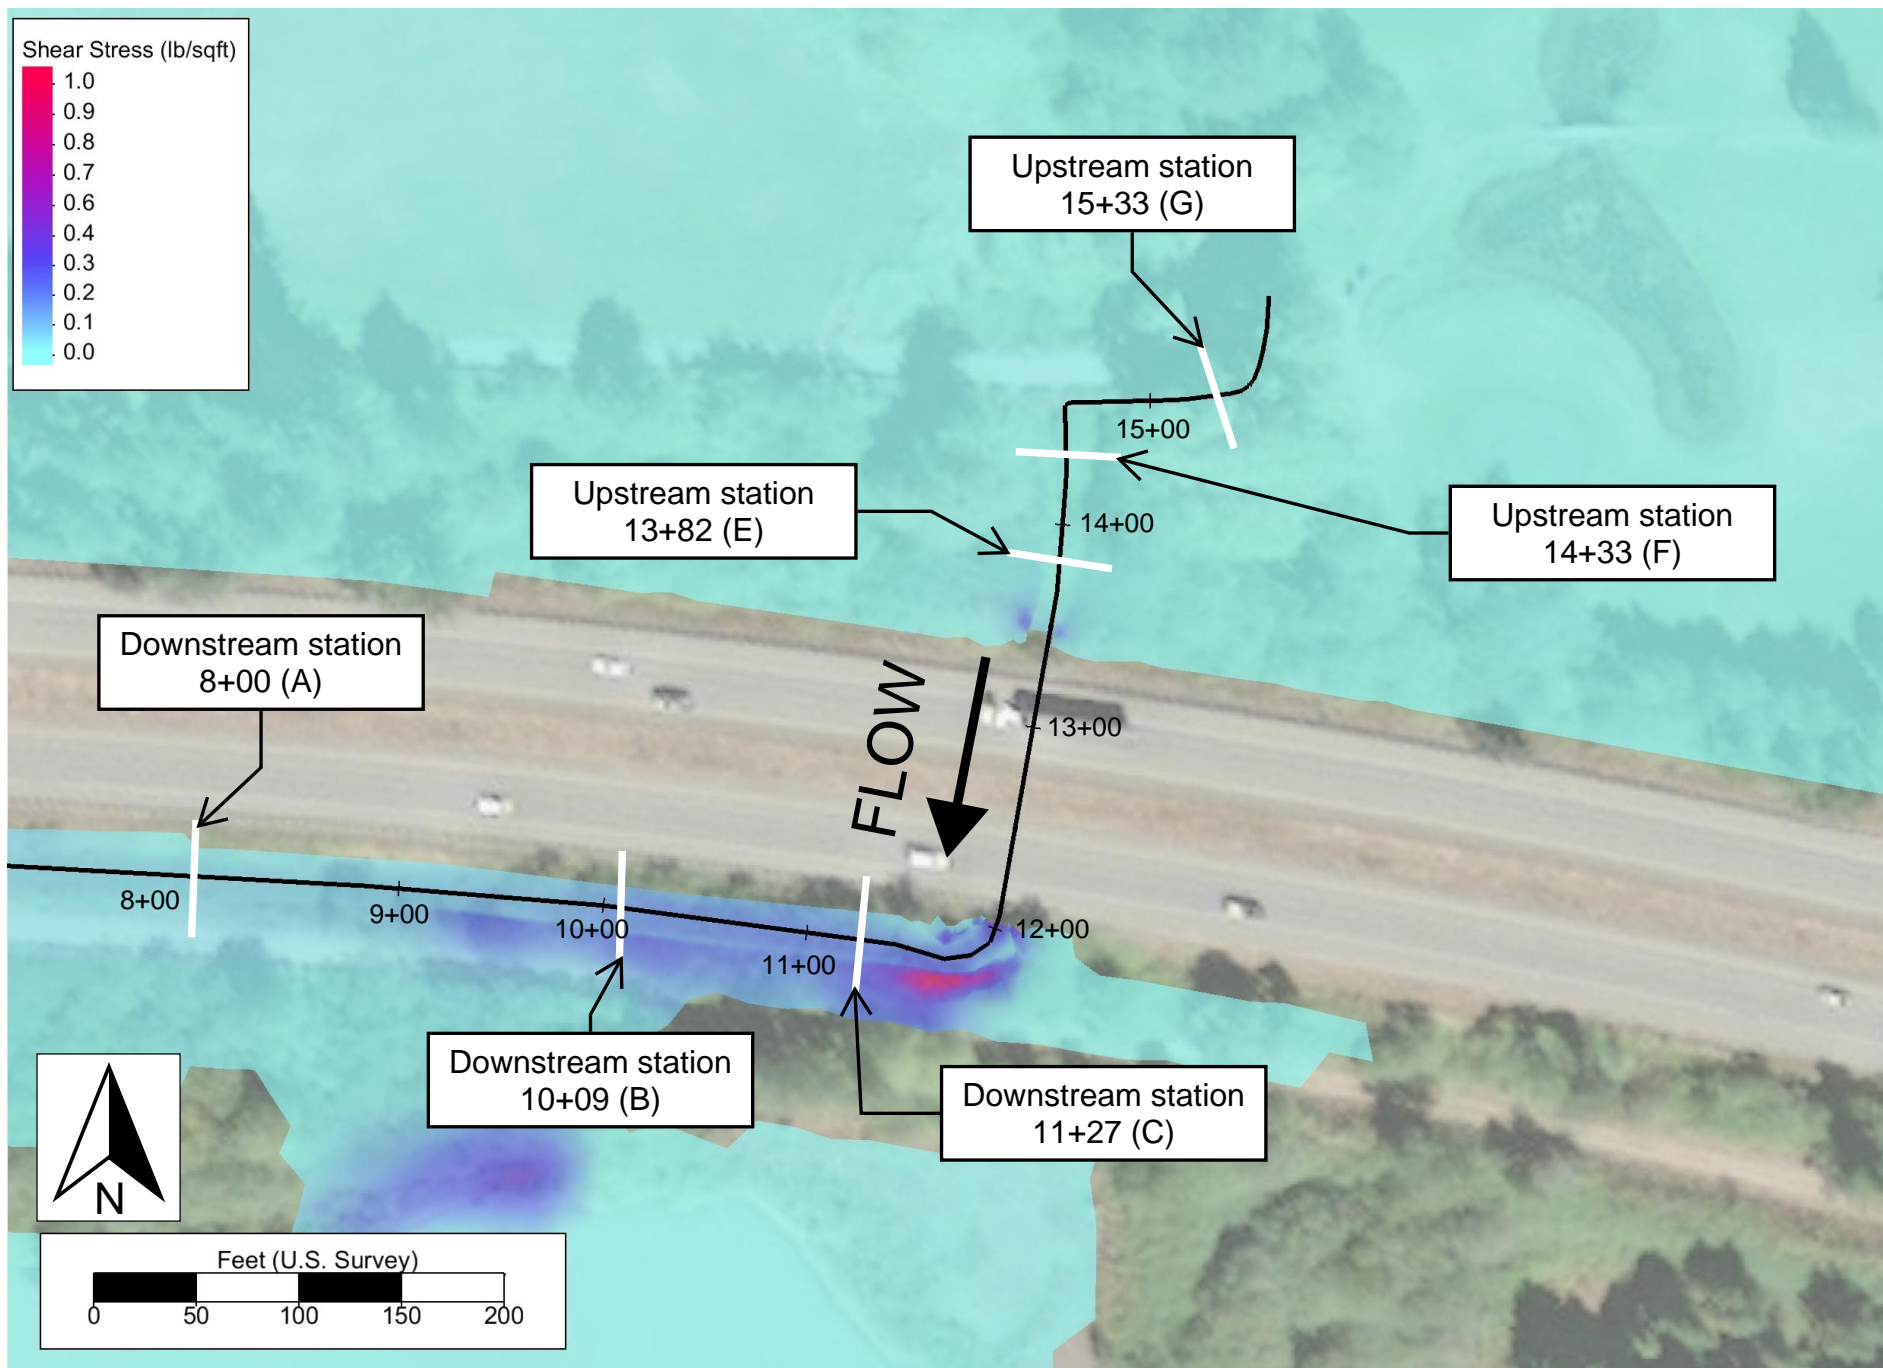 Shear Stress (lb/sqft)
1.0
0.9
0.8
0.7
0.6
0.4
0.3
0.2
0.1
0.0
Upstream station
15+33 (G)
15+00
Upstream station
13+82 (E)
14+00
Upstream station
14+33 (F)
Downstream station
8+00 (A)
FLOW
13+00
8+00
9+00
10+00
11+00
12+00
Downstream station
10+09 (B)
Downstream station
11+27 (C)
N
Feet (U.S. Survey)
0 50 100 150 200